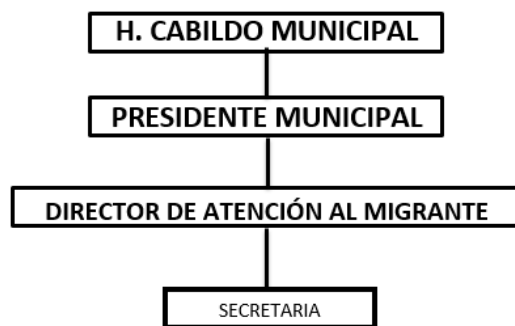 H. CABILDO MUNICIPAL
PRESIDENTE MUNICIPAL
DIRECTOR DE ATENCIÓN AL MIGRANTE
SECRETARIA